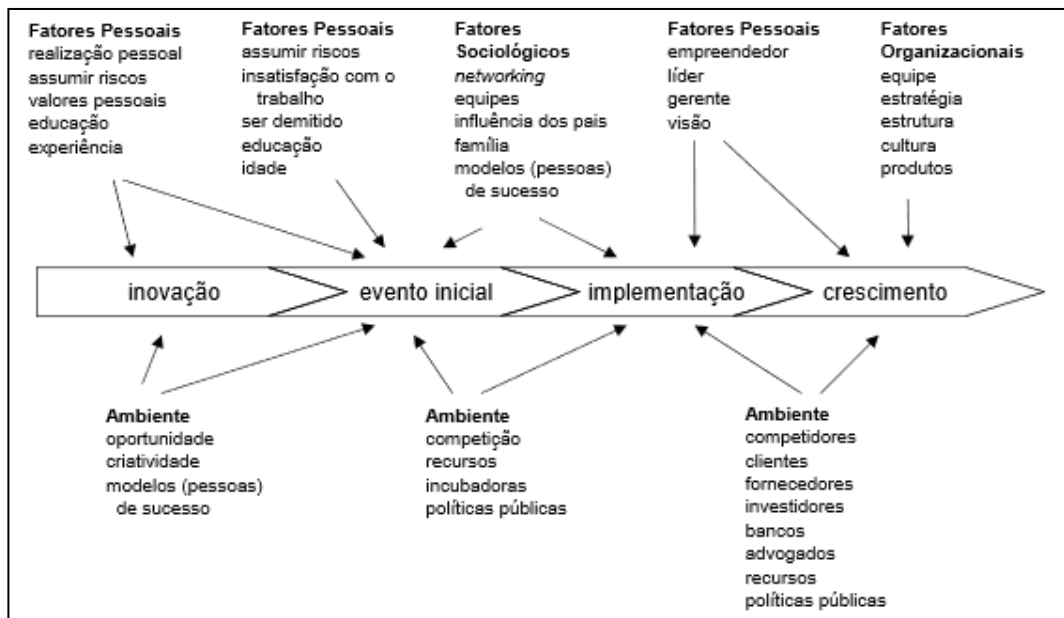 Fatores Pessoais
realização pessoal
assumir riscos
valores pessoais
educação
experiência
Fatores Pessoais
assumir riscos
insatisfação com o
trabalho
ser demitido
educação
idade
Fatores
Sociológicos
networking
equipes
influência dos pais
família
modelos (pessoas)
de sucesso
Fatores Pessoais
empreendedor
líder
gerente
visão
Fatores
Organizacionais
equipe
estratégia
estrutura
cultura
produtos
inovação
evento inicial
implementação
crescimento
Ambiente
oportunidade
criatividade
modelos (pessoas)
de sucesso
Ambiente
competição
recursos
incubadoras
políticas públicas
Ambiente
competidores
clientes
fornecedores
investidores
bancos
advogados
recursos
políticas públicas